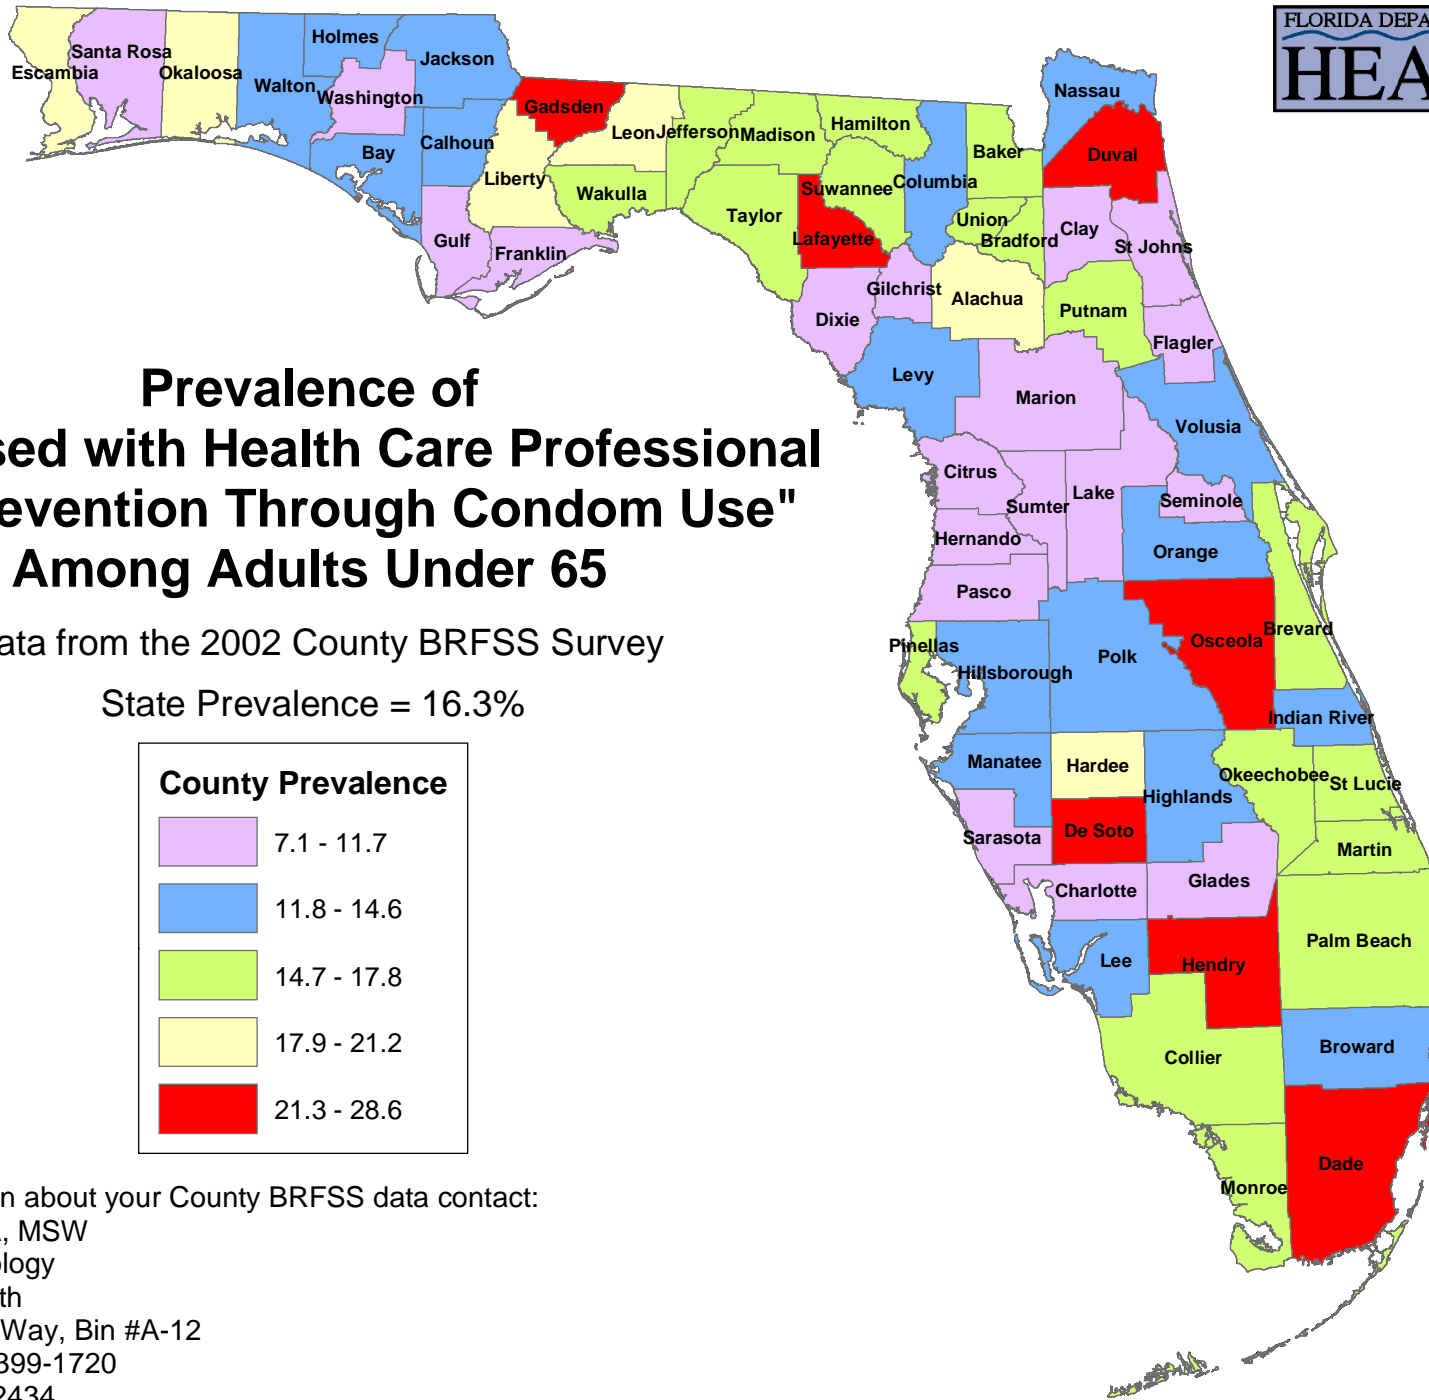 FLORIDA DEPA
HEA
Holmes
Jackson
Santa Rosa
Escambia
Okaloosa
Walton
Washington
Gadsden
Nassau
Leon
Jefferson
Madison
Hamilton
Bay
Calhoun
Baker
Duval
Liberty
Wakulla
Suwannee
Columbia
Taylor
Union
Bradford
Clay
St Johns
Gulf
Franklin
Lafayette
Gilchrist
Alachua
Putnam
Dixie
Flagler
Levy
Marion
Volusia
Prevalence of
sed with Health Care Professional
evention Through Condom Use"
Among Adults Under 65
ata from the 2002 County BRFSS Survey
State Prevalence = 16.3%
Citrus
Sumter
Lake
Seminole
Hernando
Orange
Pasco
Pinellas
Hillsborough
Polk
Osceola
Brevard
Indian River
Manatee
Hardee
Highlands
Okeechobee
St Lucie
Sarasota
De Soto
Martin
Charlotte
Glades
Lee
Hendry
Palm Beach
Collier
Broward
Monroe
Dade
County Prevalence
7.1 - 11.7
11.8 - 14.6
14.7 - 17.8
17.9 - 21.2
21.3 - 28.6
n about your County BRFSS data contact:
, MSW
ology
th
Way, Bin #A-12
399-1720
2434